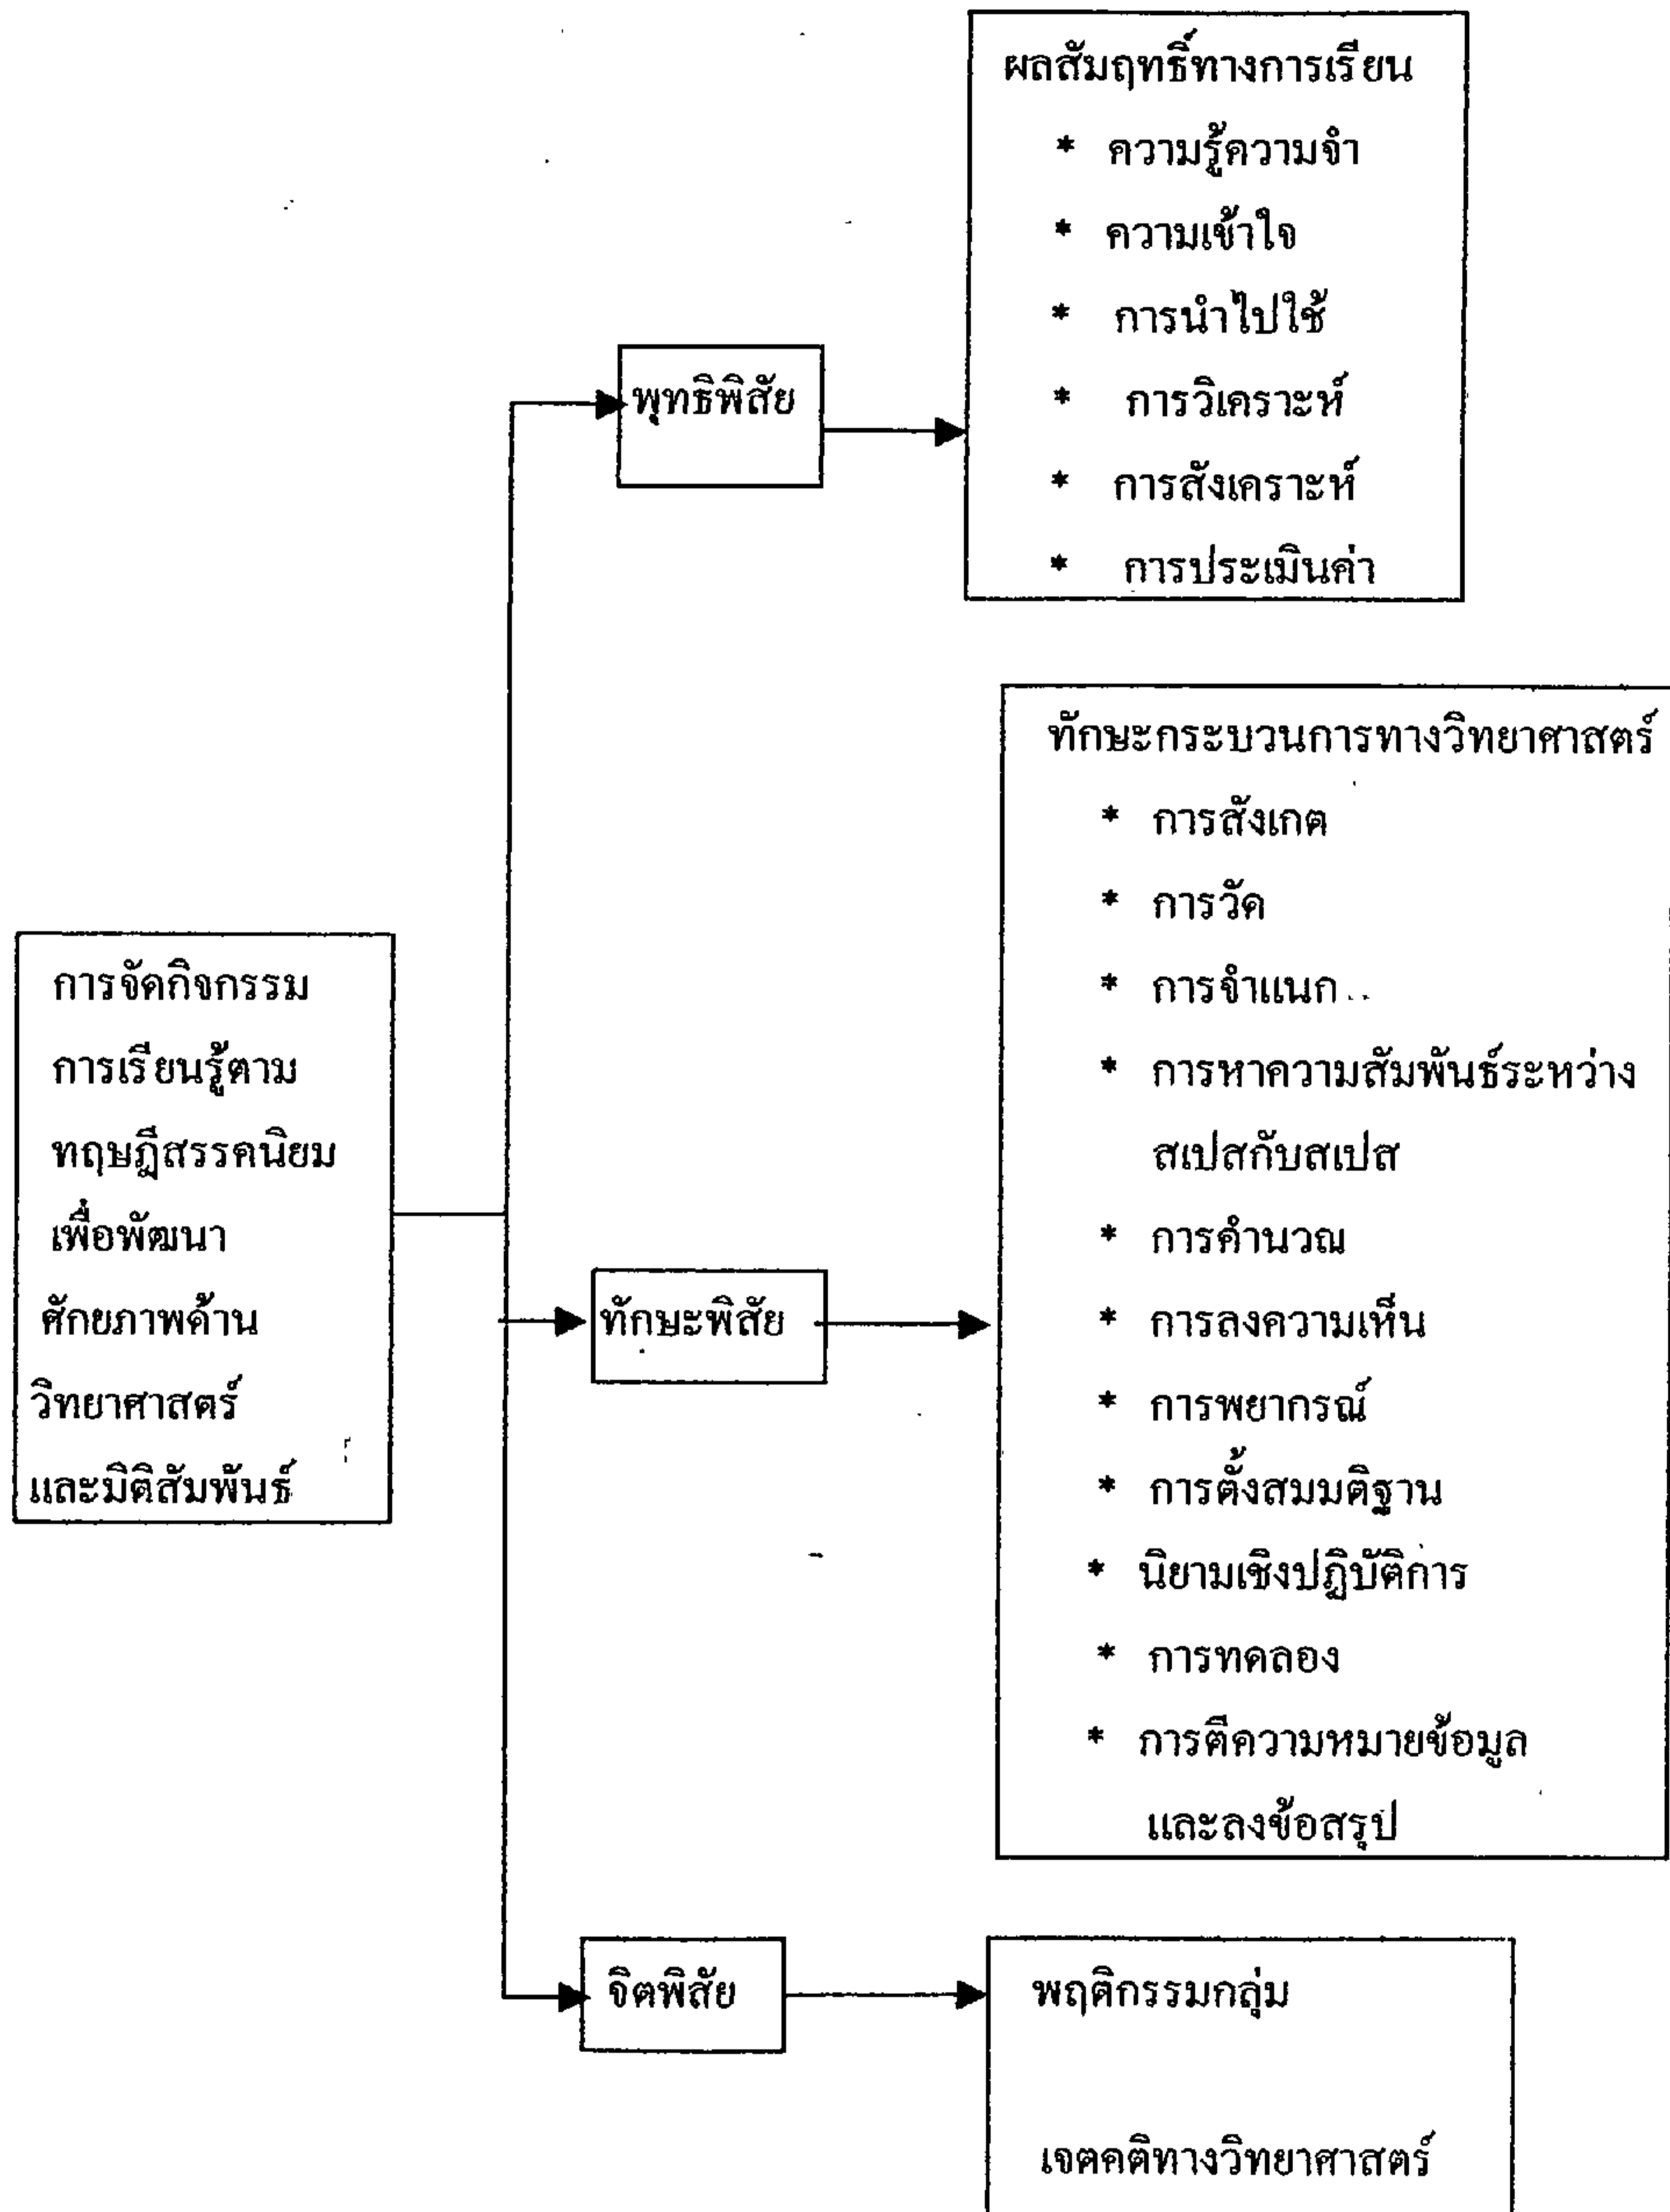 การจัดกิจกรรม
การเรียนรู้ตาม
ทฤษฎีสรรคนิยม
เพื่อพัฒนา
ศักยภาพด้าน
วิทยาศาสตร์
และมิติสัมพันธ์
พุทธิพิสัย
ผลสัมฤทธิ์ทางการเรียน
* ความรู้ความจำ
* ความเข้าใจ
* การนำไปใช้
* การวิเคราะห์
* การสังเคราะห์
* การประเมินค่า
ทักษะพิสัย
ทักษะกระบวนการทางวิทยาศาสตร์
* การสังเกต
* การวัด
* การจำแนก
* การหาความสัมพันธ์ระหว่าง
สเปสกับสเปส
* การคำนวณ
* การลงความเห็น
* การพยากรณ์
* การตั้งสมมติฐาน
* นิยามเชิงปฏิบัติการ
* การทดลอง
* การตีความหมายข้อมูล
และลงข้อสรุป
จิตพิสัย
พฤติกรรมกลุ่ม
เจตคติทางวิทยาศาสตร์